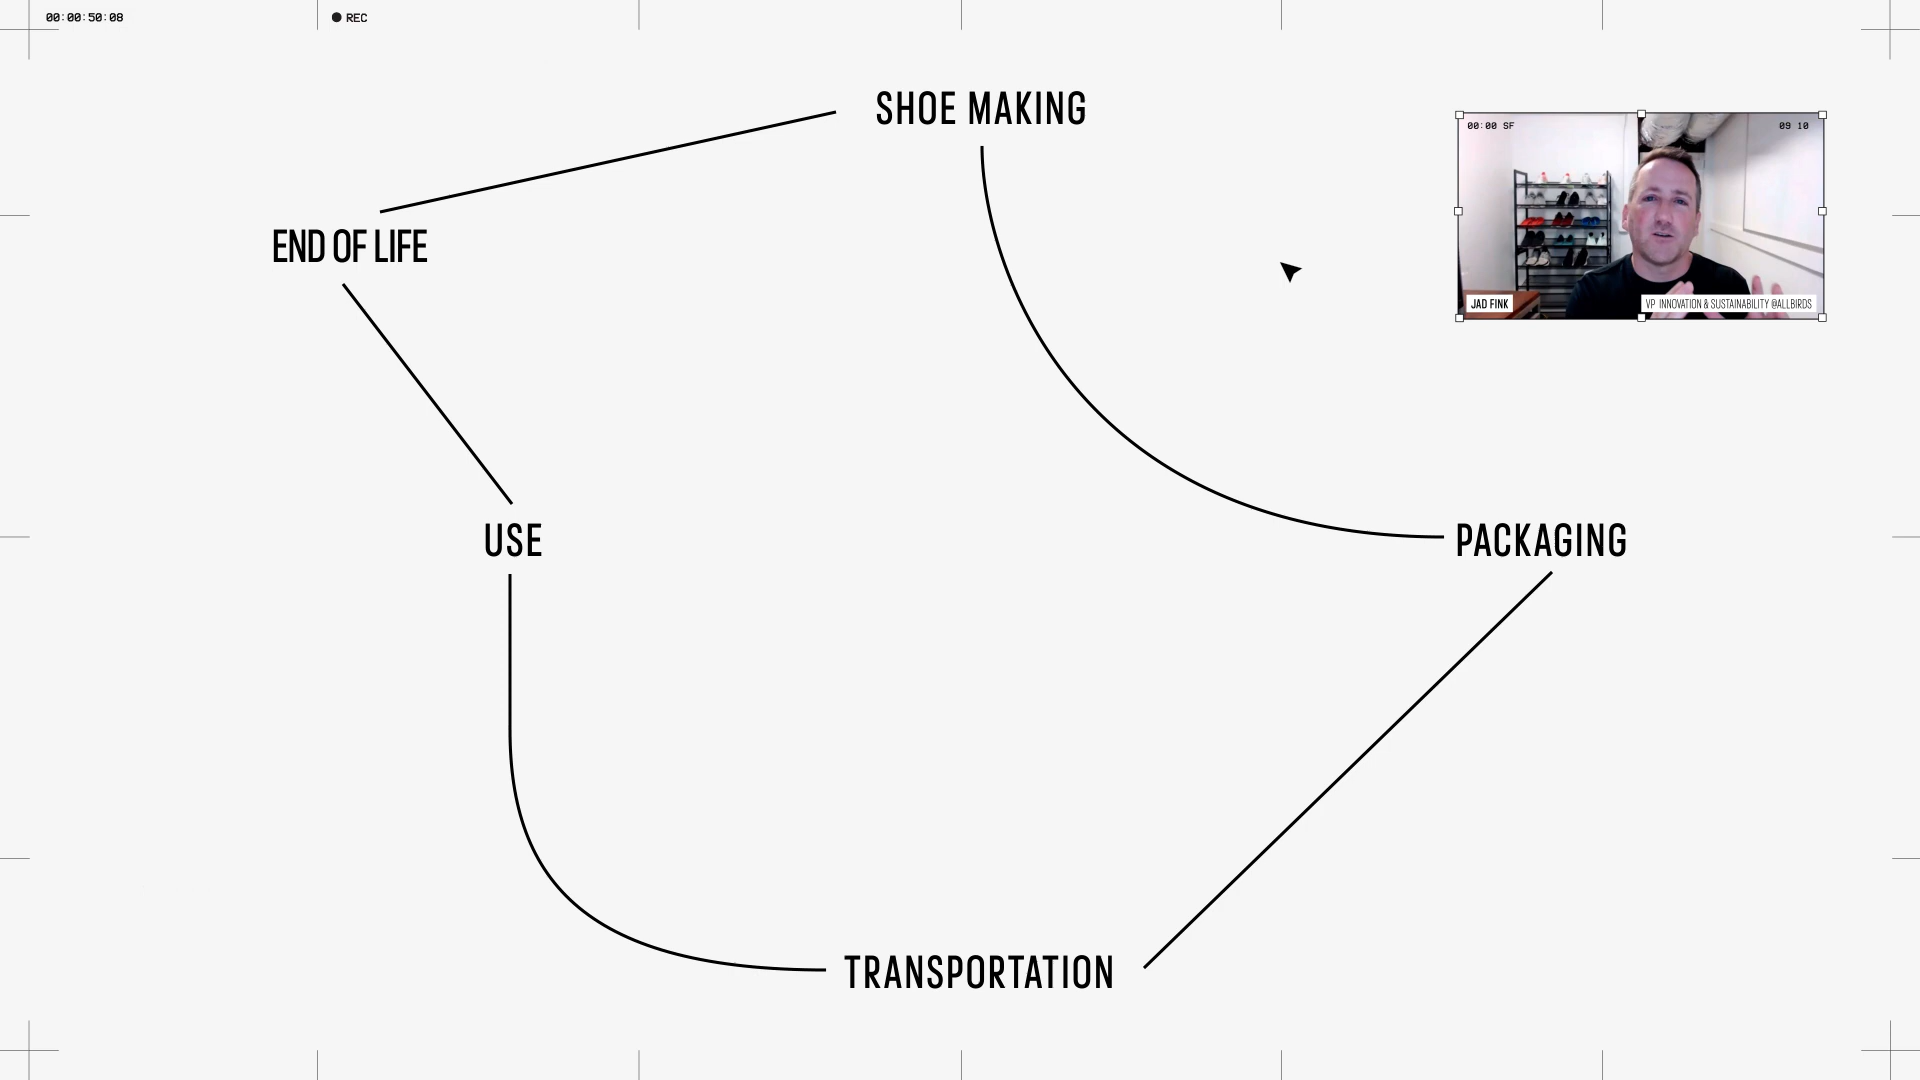 00:00:50:08
REC
SHOE MAKING
00:00 SF
09 10
END OF LIFE
JAD FINK
VP INNOVATION & SUSTAINABILITY @ALLBIRDS
USE
PACKAGING
TRANSPORTATION